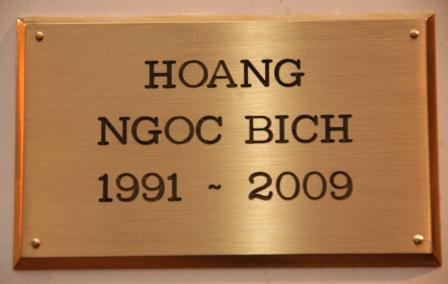 HOANG
NGOC BICH
1991 ~ 2009